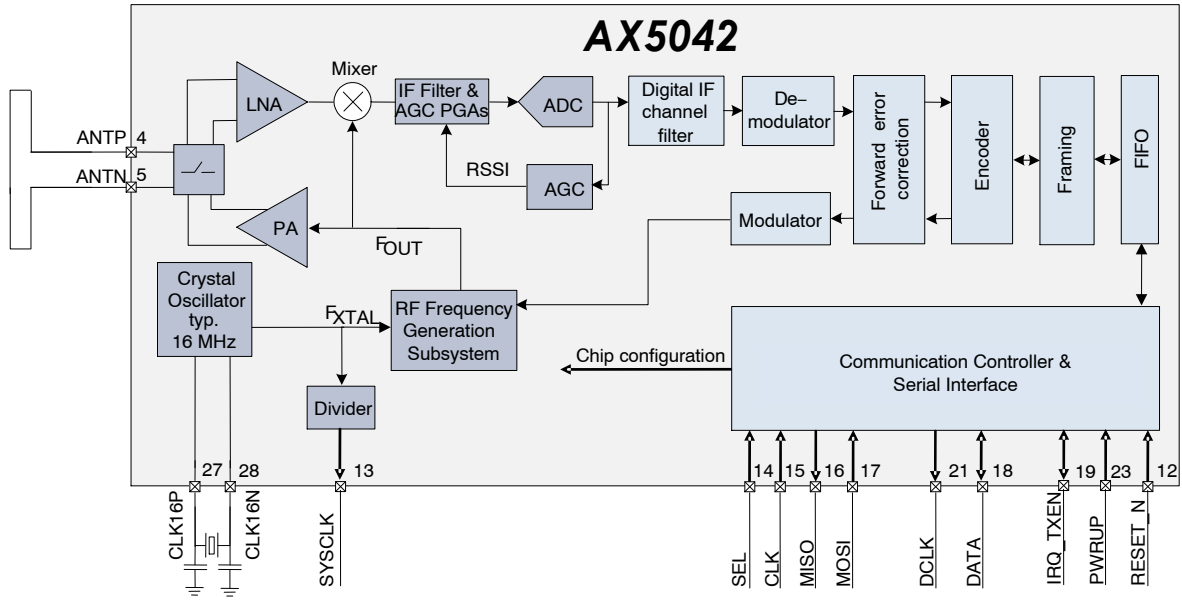 AX5042
Mixer
LNA
IF Filter &
AGC PGAs
ADC
Digital IF
channel
filter
De–
modulator
Forward error
correction
Encoder
Framing
FIFO
ANTP 4
ANTN 5
RSSI
AGC
PA
FOUT
Modulator
Crystal
Oscillator
typ.
16 MHz
FXTAL
RF Frequency
Generation
Subsystem
Chip configuration
Communication Controller &
Serial Interface
Divider
27
28
13
14
15
16
17
21
18
19
23
12
CLK16P
CLK16N
SYSCLK
SEL
CLK
MISO
MOSI
DCLK
DATA
IRQ_TXEN
PWRUP
RESET_N